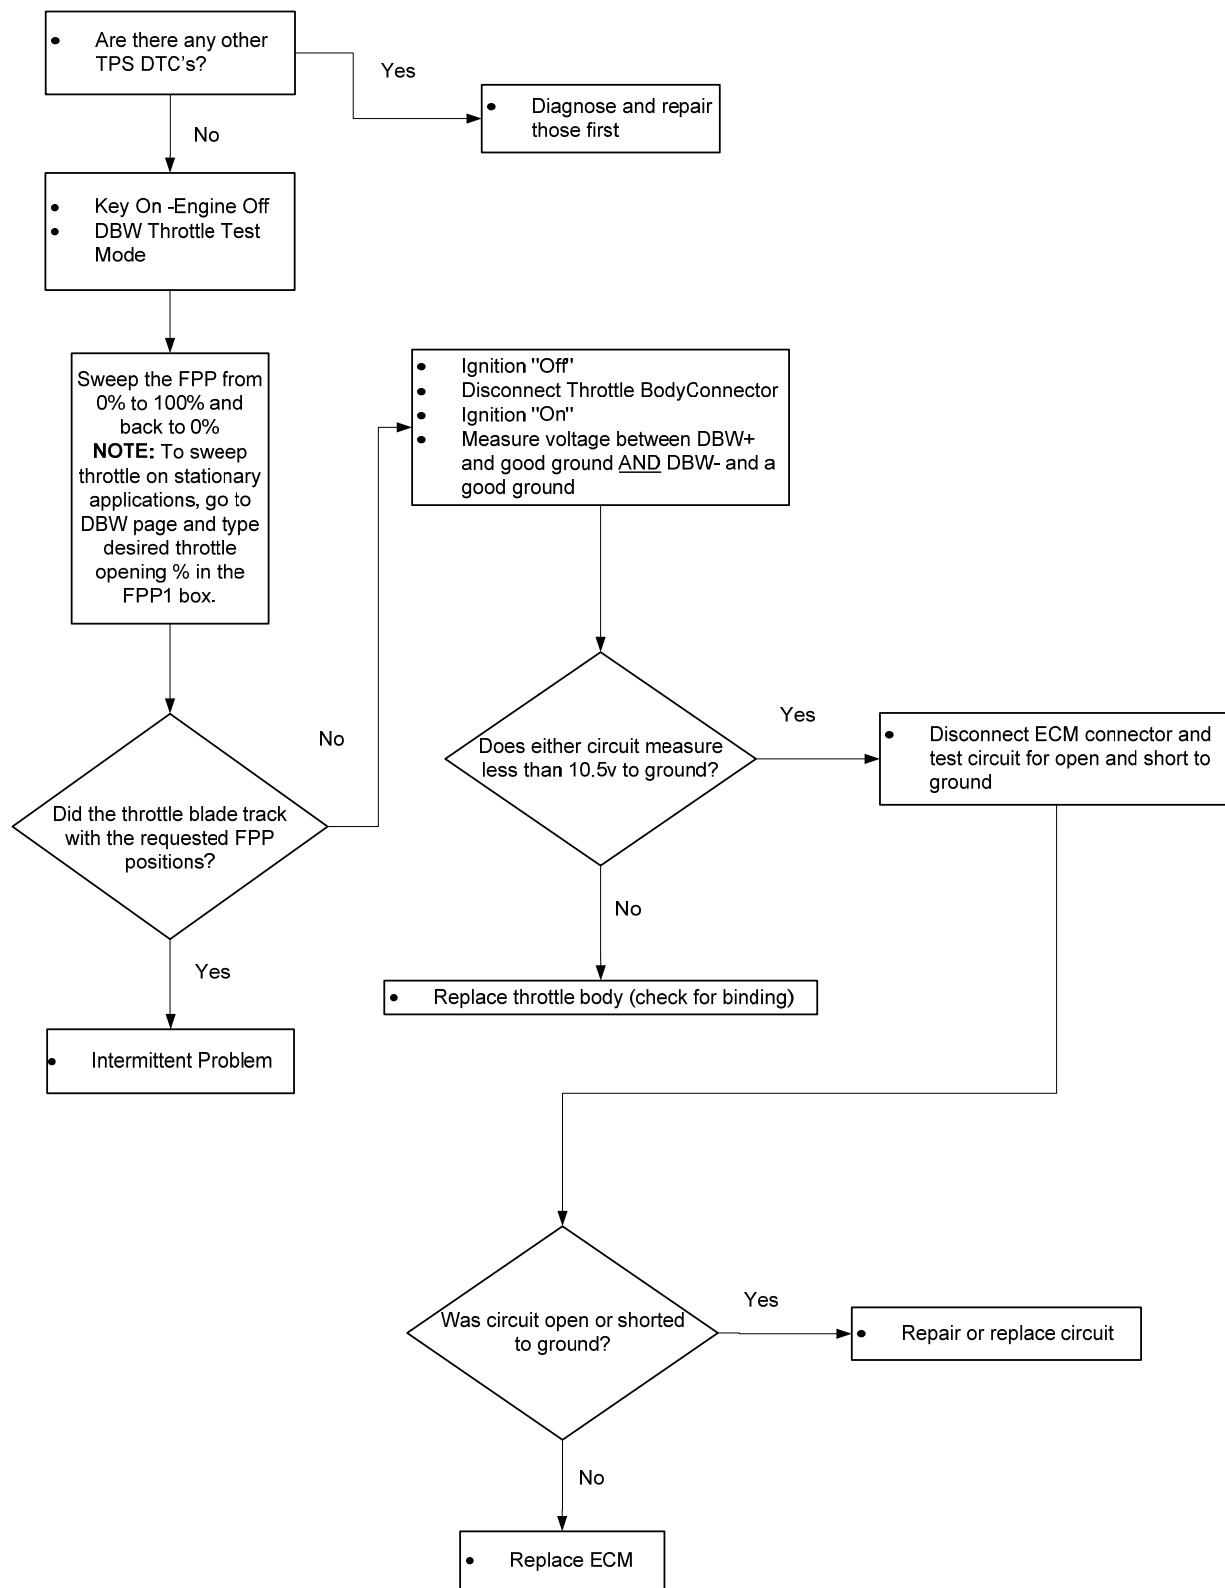 • Are there any other
TPS DTC's?
Yes
• Diagnose and repair
those first
No
• Key On -Engine Off
• DBW Throttle Test
Mode
Sweep the FPP from
0% to 100% and
back to 0%
NOTE: To sweep
throttle on stationary
applications, go to
DBW page and type
desired throttle
opening % in the
FPP1 box.
• Ignition "Off"
• Disconnect Throttle BodyConnector
• Ignition "On"
• Measure voltage between DBW+
and good ground AND DBW- and a
good ground
Did the throttle blade track
with the requested FPP
positions?
No
Yes
• Intermittent Problem
Does either circuit measure
less than 10.5v to ground?
Yes
• Disconnect ECM connector and
test circuit for open and short to
ground
No
• Replace throttle body (check for binding)
Was circuit open or shorted
to ground?
Yes
• Repair or replace circuit
No
• Replace ECM